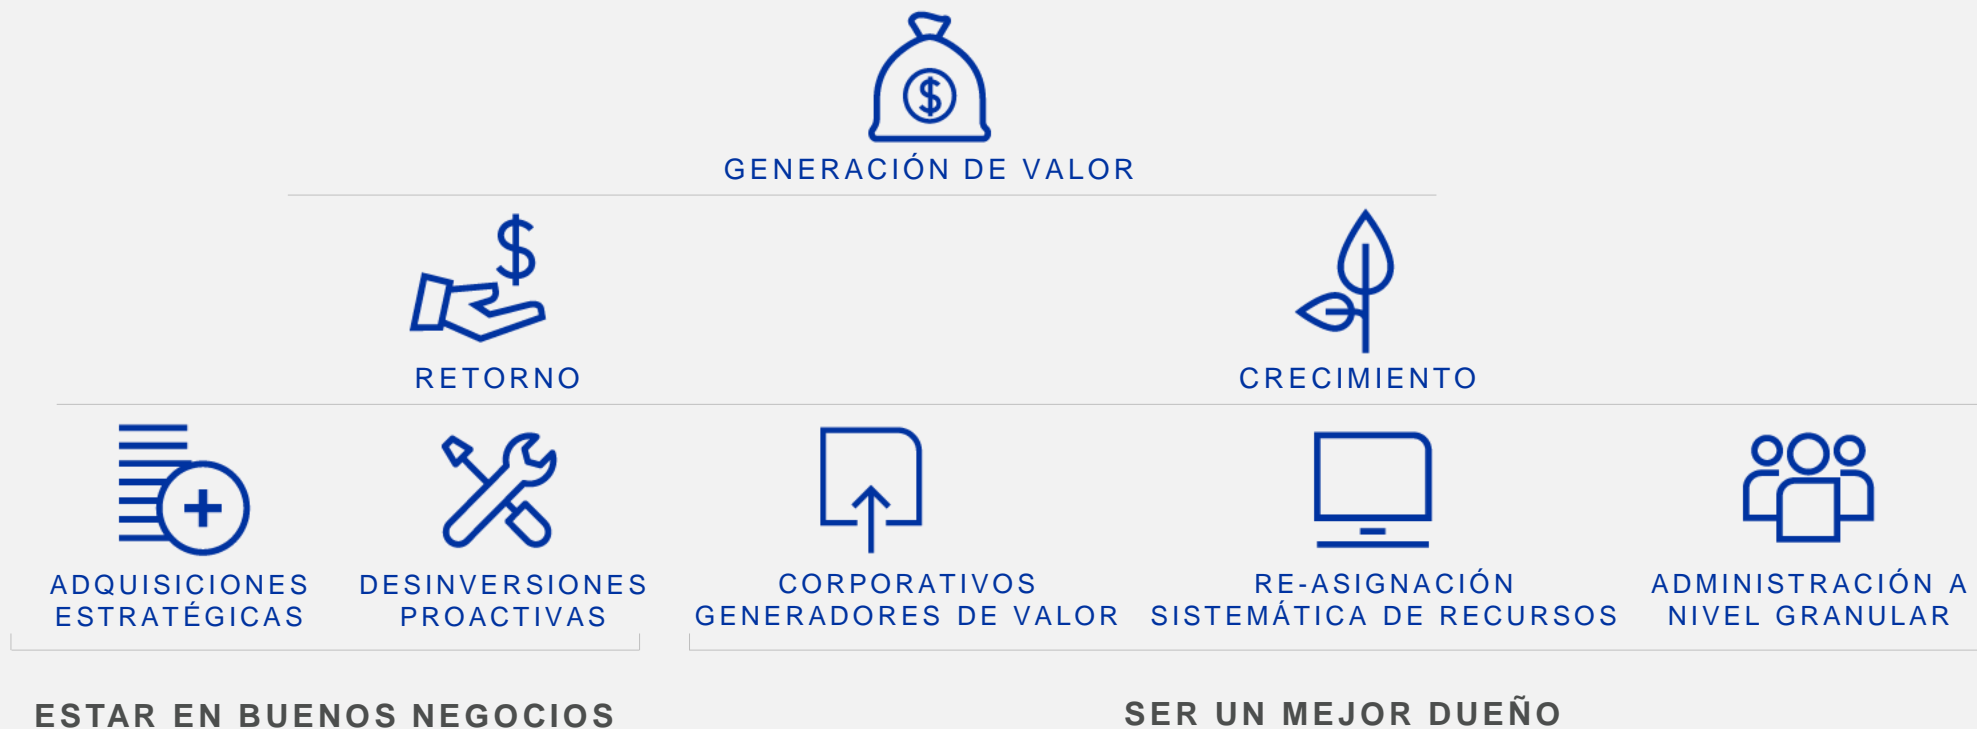 $
GENERACIÓN DE VALOR
$
RETORNO
CRECIMIENTO
ADQUISICIONES
ESTRATÉGICAS
DESINVERSIONES
PROACTIVAS
CORPORATIVOS
GENERADORES DE VALOR
RE-ASIGNACIÓN
SISTEMÁTICA DE RECURSOS
ADMINISTRACIÓN A
NIVEL GRANULAR
ESTAR EN BUENOS NEGOCIOS
SER UN MEJOR DUEÑO